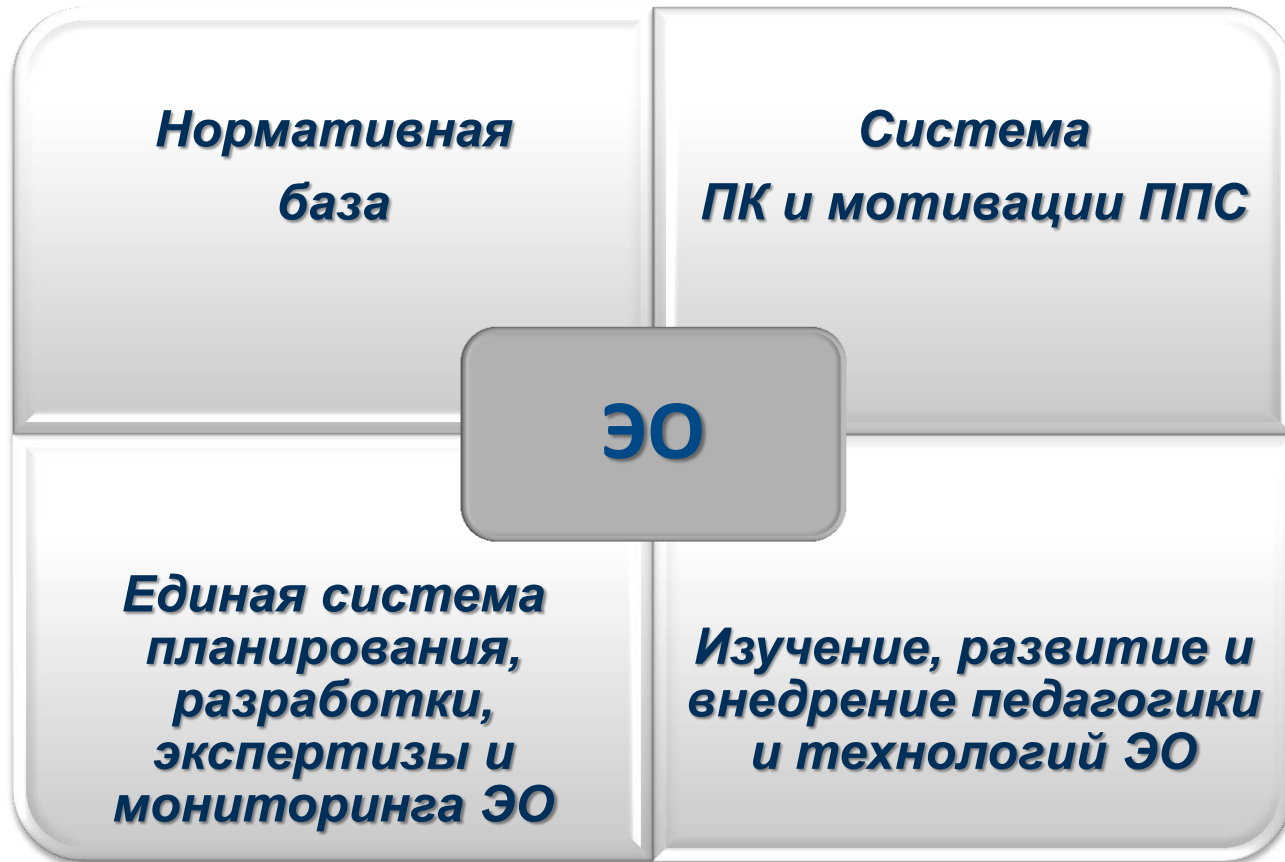 Нормативная
база
Система
ПК и мотивации ППС
ЭО
Единая система
планирования,
разработки,
экспертизы и
мониторинга ЭО
Изучение, развитие и
внедрение педагогики
и технологий ЭО